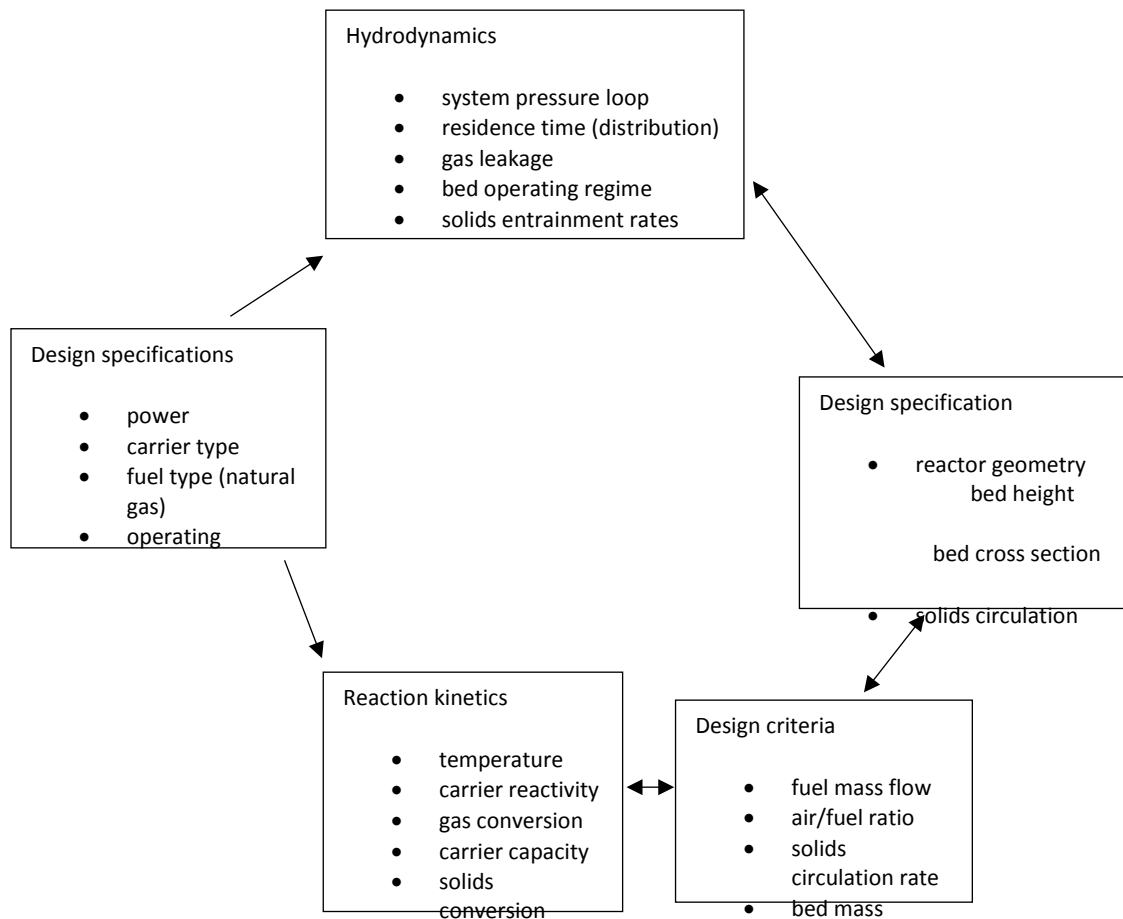 Hydrodynamics
• system pressure loop
• residence time (distribution)
• gas leakage
• bed operating regime
• solids entrainment rates
Design specifications
• power
• carrier type
• fuel type (natural
gas)
• operating
Design specification
• reactor geometry
bed height
bed cross section
• solids circulation
Reaction kinetics
• temperature
• carrier reactivity
• gas conversion
• carrier capacity
• solids
conversion
Design criteria
• fuel mass flow
• air/fuel ratio
• solids
circulation rate
• bed mass